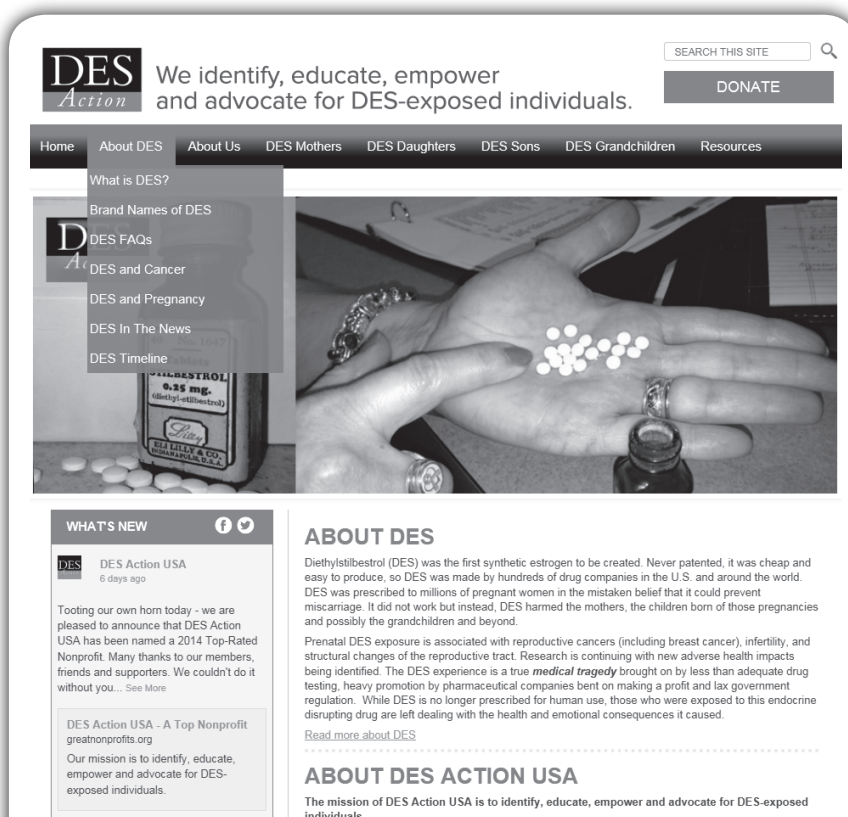 DES
Action
We identify, educate, empower
and advocate for DES-exposed individuals.
SEARCH THIS SITE
DONATE
Home About DES About Us DES Mothers DES Daughters DES Sons DES Grandchildren Resources
What is DES?
Brand Names of DES
DES FAQs
DES and Cancer
DES and Pregnancy
DES In The News
DES Timeline
No. 1647
Tablets
STILBESTROL
0.25 mg.
(diethyl-stilbestrol)
Lilly
ELI LILLY & CO.
INDIANAPOLIS, U.S.A.
WHAT'S NEW
DES
DES Action USA
6 days ago
Tooting our own horn today - we are
pleased to announce that DES Action
USA has been named a 2014 Top-Rated
Nonprofit. Many thanks to our members,
friends and supporters. We couldn't do it
without you... See More
DES Action USA - A Top Nonprofit
greatnonprofits.org
Our mission is to identify, educate,
empower and advocate for DES-
exposed individuals.
ABOUT DES
Diethylstilbestrol (DES) was the first synthetic estrogen to be created. Never patented, it was cheap and
easy to produce, so DES was made by hundreds of drug companies in the U.S. and around the world.
DES was prescribed to millions of pregnant women in the mistaken belief that it could prevent
miscarriage. It did not work but instead, DES harmed the mothers, the children born of those pregnancies
and possibly the grandchildren and beyond.
Prenatal DES exposure is associated with reproductive cancers (including breast cancer), infertility, and
structural changes of the reproductive tract. Research is continuing with new adverse health impacts
being identified. The DES experience is a true medical tragedy brought on by less than adequate drug
testing, heavy promotion by pharmaceutical companies bent on making a profit and lax government
regulation. While DES is no longer prescribed for human use, those who were exposed to this endocrine
disrupting drug are left dealing with the health and emotional consequences it caused.
Read more about DES
ABOUT DES ACTION USA
The mission of DES Action USA is to identify, educate, empower and advocate for DES-exposed
individuals